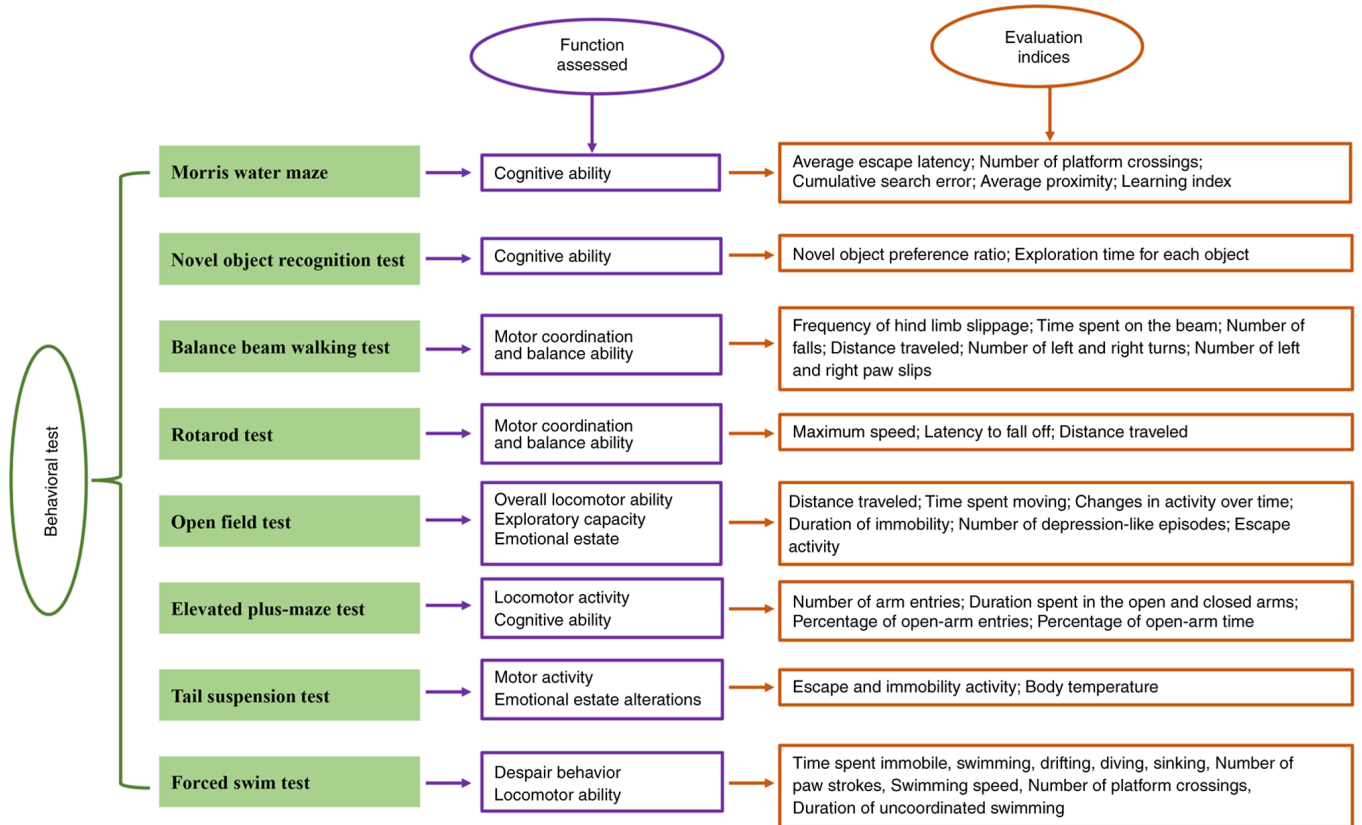 Function
assessed
Evaluation
indices
Behavioral test
Morris water maze
Cognitive ability
Average escape latency; Number of platform crossings;
Cumulative search error; Average proximity; Learning index
Novel object recognition test
Cognitive ability
Novel object preference ratio; Exploration time for each object
Balance beam walking test
Motor coordination
and balance ability
Frequency of hind limb slippage; Time spent on the beam; Number of
falls; Distance traveled; Number of left and right turns; Number of left
and right paw slips
Rotarod test
Motor coordination
and balance ability
Maximum speed; Latency to fall off; Distance traveled
Open field test
Overall locomotor ability
Exploratory capacity
Emotional estate
Distance traveled; Time spent moving; Changes in activity over time;
Duration of immobility; Number of depression-like episodes; Escape
activity
Elevated plus-maze test
Locomotor activity
Cognitive ability
Number of arm entries; Duration spent in the open and closed arms;
Percentage of open-arm entries; Percentage of open-arm time
Tail suspension test
Motor activity
Emotional estate alterations
Escape and immobility activity; Body temperature
Forced swim test
Despair behavior
Locomotor ability
Time spent immobile, swimming, drifting, diving, sinking, Number of
paw strokes, Swimming speed, Number of platform crossings,
Duration of uncoordinated swimming